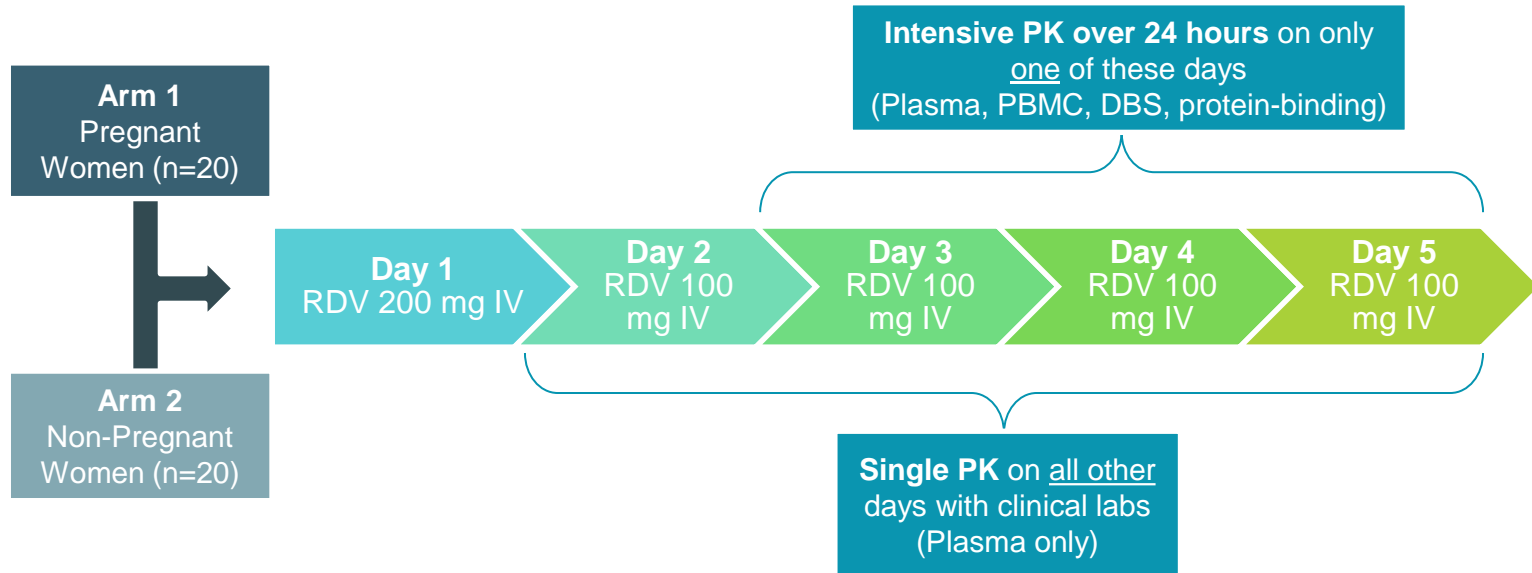 Intensive PK over 24 hours on only
one of these days
(Plasma, PBMC, DBS, protein-binding)
Arm 1
Pregnant
Women (n=20)
Day 1
RDV 200 mg IV
Day 2
RDV 100
mg IV
Day 3
RDV 100
mg IV
Day 4
RDV 100
mg IV
Day 5
RDV 100
mg IV
Arm 2
Non-Pregnant
Women (n=20)
Single PK on all other
days with clinical labs
(Plasma only)